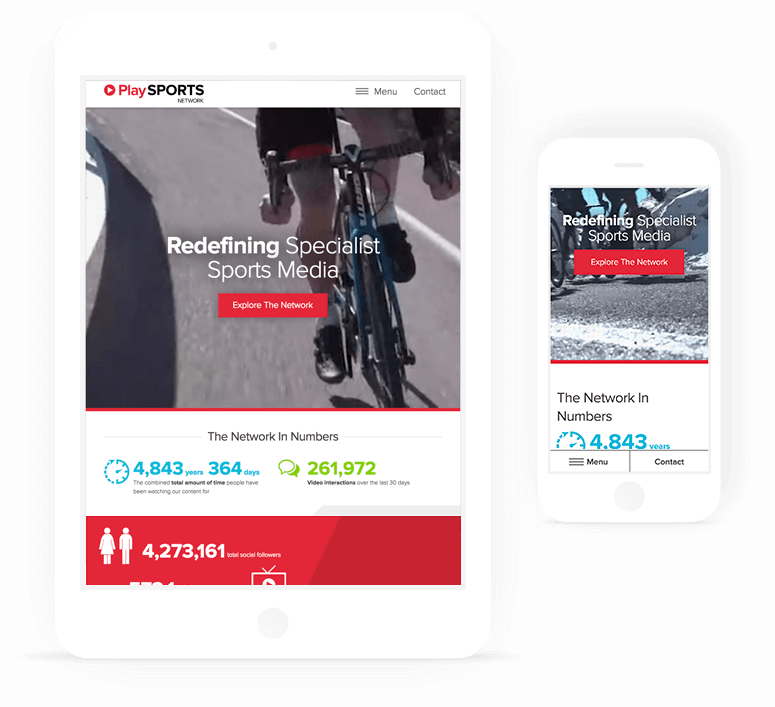 PlaySPORTS
NETWORK
Menu
Contact
Redefining Specialist
Sports Media
Explore The Network
The Network In Numbers
4,843 years 364 days
The combined total amount of time people have
been watching our content for
261,972
Video interactions over the last 30 days
4,273,161 total social followers
Redefining Specialist
Sports Media
Explore The Network
The Network In
Numbers
4,843 years
Menu
Contact